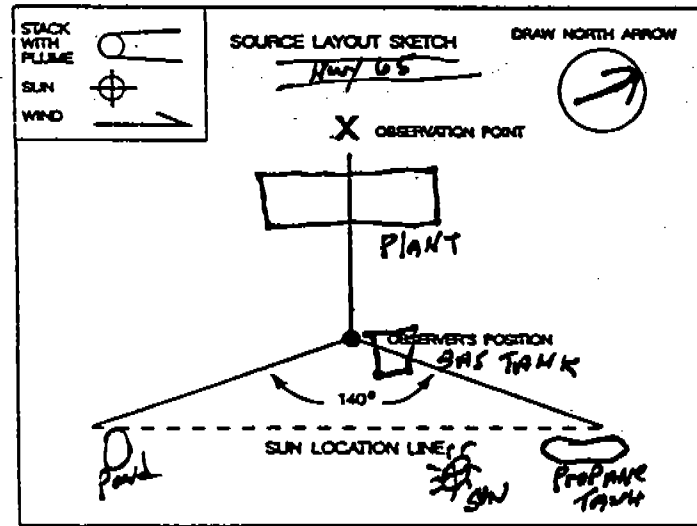 STACK
WITH
PLUME
SUN
WIND
SOURCE LAYOUT SKETCH
Hwy 65
DRAW NORTH ARROW
X OBSERVATION POINT
PLANT
OBSERVER'S POSITION
GAS TANK
140°
SUN LOCATION LINE
Pond
SUN
PROPANE
TANK